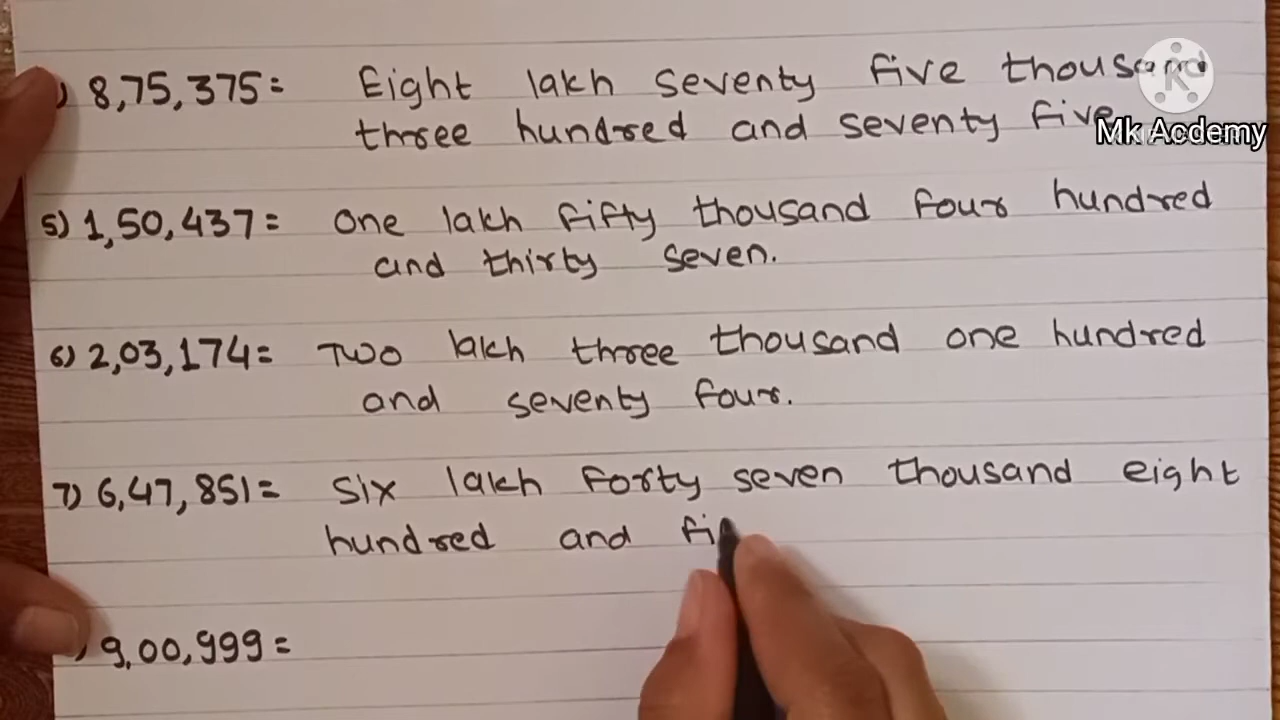 ) 8,75,375= Eight lakh seventy five thousand
three hundred and seventy five
Mk Acdemy
5) 1,50,437= One lakh fifty thousand four hundred
and thirty seven.
6) 2,03,174= Two lakh three thousand one hundred
and seventy four.
7) 6,47,851= Six lakh forty seven thousand eight
hundred and fi
) 9,00,999=